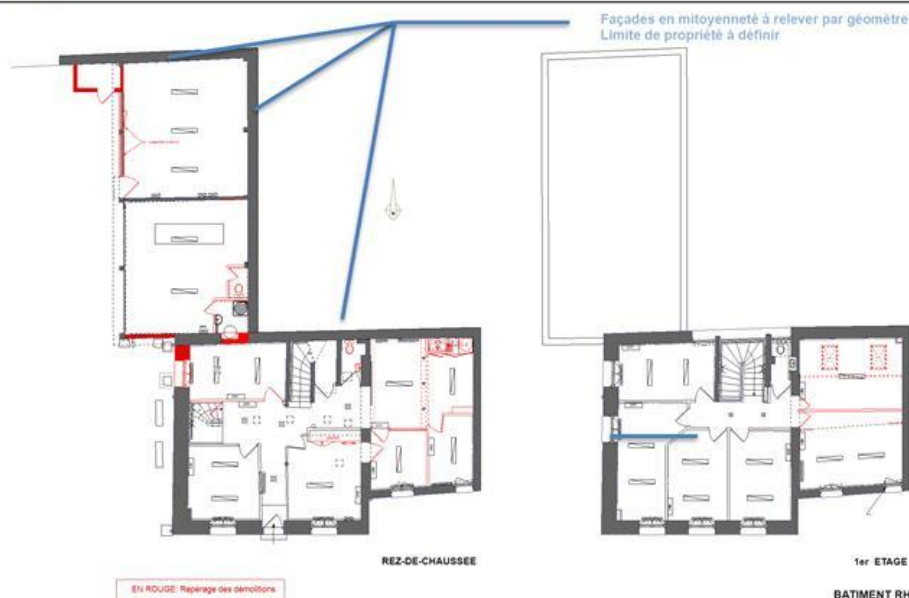 Façades en mitoyenneté à relever par géomètre
Limite de propriété à définir
REZ-DE-CHAUSSEE
1er ETAGE
EN ROUGE: Repérage des démolitions
BATIMENT RH